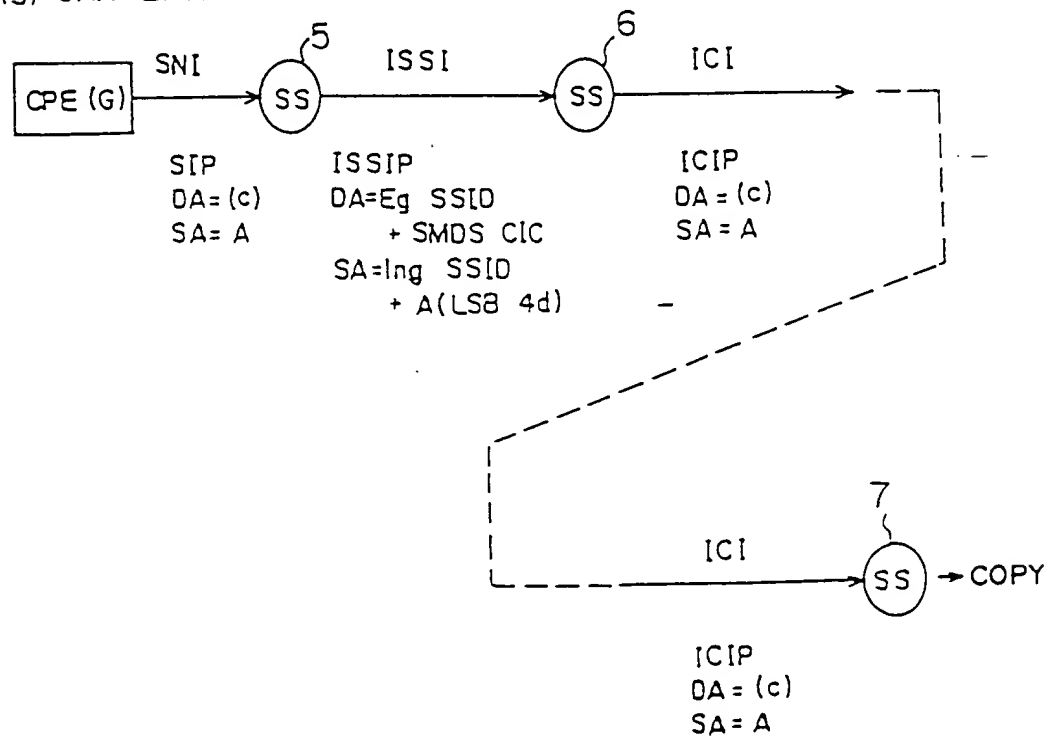 5
6
SNI
ISSI
ICI
CPE (G)
SS
SS
SIP
DA=(c)
SA= A
ISSIP
DA=Eg SSID
+ SMDS CIC
SA=Ing SSID
+ A(LSB 4d)
ICIP
DA=(c)
SA= A
7
ICI
SS
COPY
ICIP
DA=(c)
SA= A